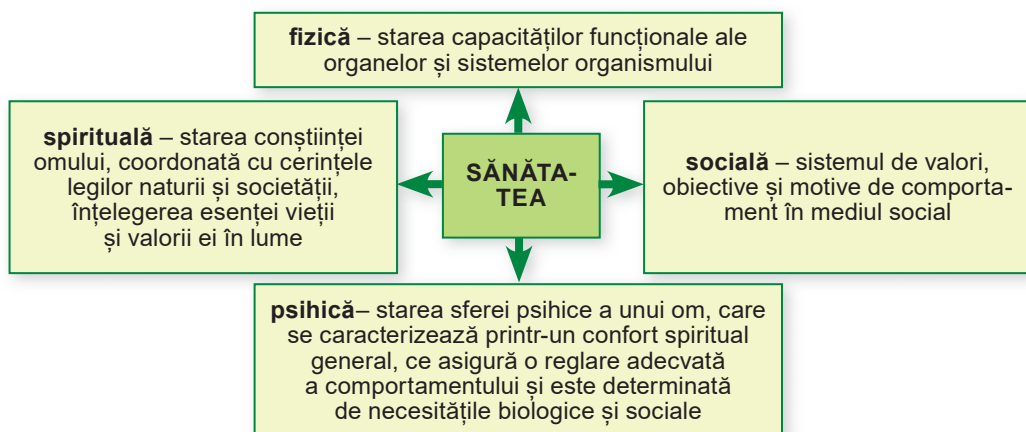 fizică – starea capacităților funcționale ale
organelor și sistemelor organismului
spirituală – starea conștiinței
omului, coordonată cu cerințele
legilor naturii și societății,
înțelegerea esenței vieții
și valorii ei în lume
SĂNĂTA-
TEA
socială – sistemul de valori,
obiective și motive de comporta-
ment în mediul social
psihică– starea sferei psihice a unui om, care
se caracterizează printr-un confort spiritual
general, ce asigură o reglare adecvată
a comportamentului și este determinată
de necesitățile biologice și sociale